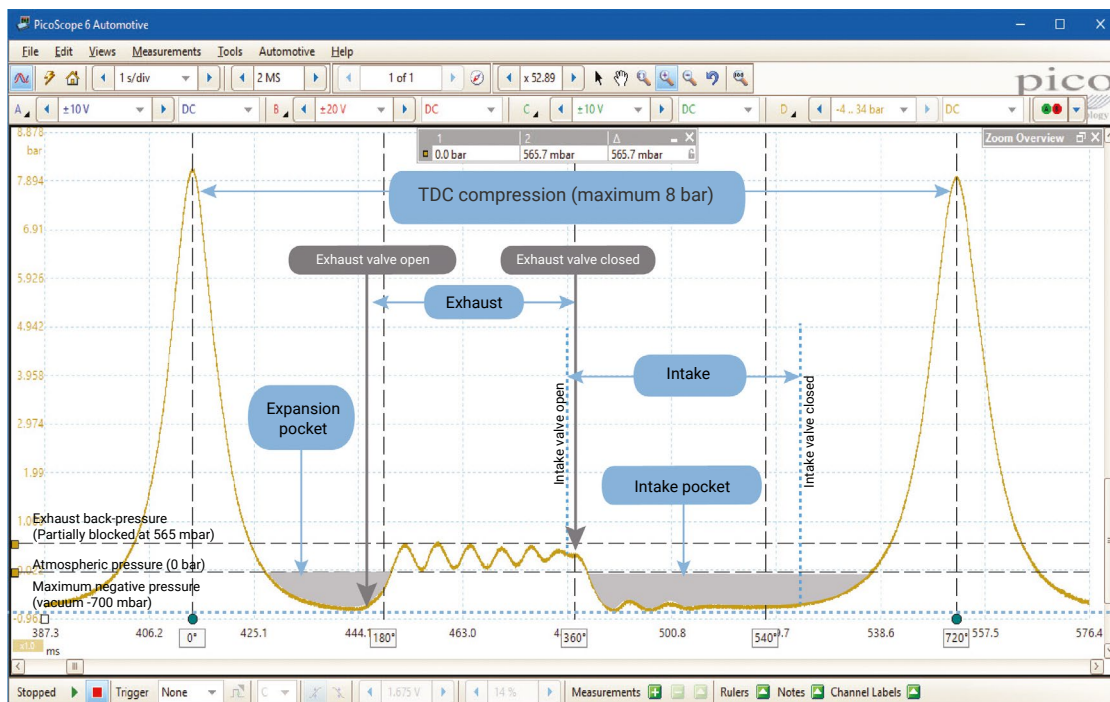 PicoScope 6 Automotive
File Edit Views Measurements Tools Automotive Help
1 s/div 2 MS 1 of 1 x 52.89
pico
A ±10 V DC B ±20 V DC C ±10 V DC D -4 .. 34 bar DC
Zoom Overview
1 2 Δ
0.0 bar 565.7 mbar 565.7 mbar
8.878
bar
7.894
6.91
5.926
4.942
3.958
2.974
1.99
TDC compression (maximum 8 bar)
Exhaust valve open
Exhaust valve closed
Exhaust
Intake
Intake valve open
Intake valve closed
Expansion
pocket
Intake pocket
Exhaust back-pressure
(Partially blocked at 565 mbar)
Atmospheric pressure (0 bar)
Maximum negative pressure
(vacuum -700 mbar)
387.3 406.2 0° 425.1 444.1 180° 463.0 360° 500.8 540° 538.6 720° 557.5 576.4
x1.0 ms
Stopped Trigger None C 1.675 V 14 % Measurements Rulers Notes Channel Labels